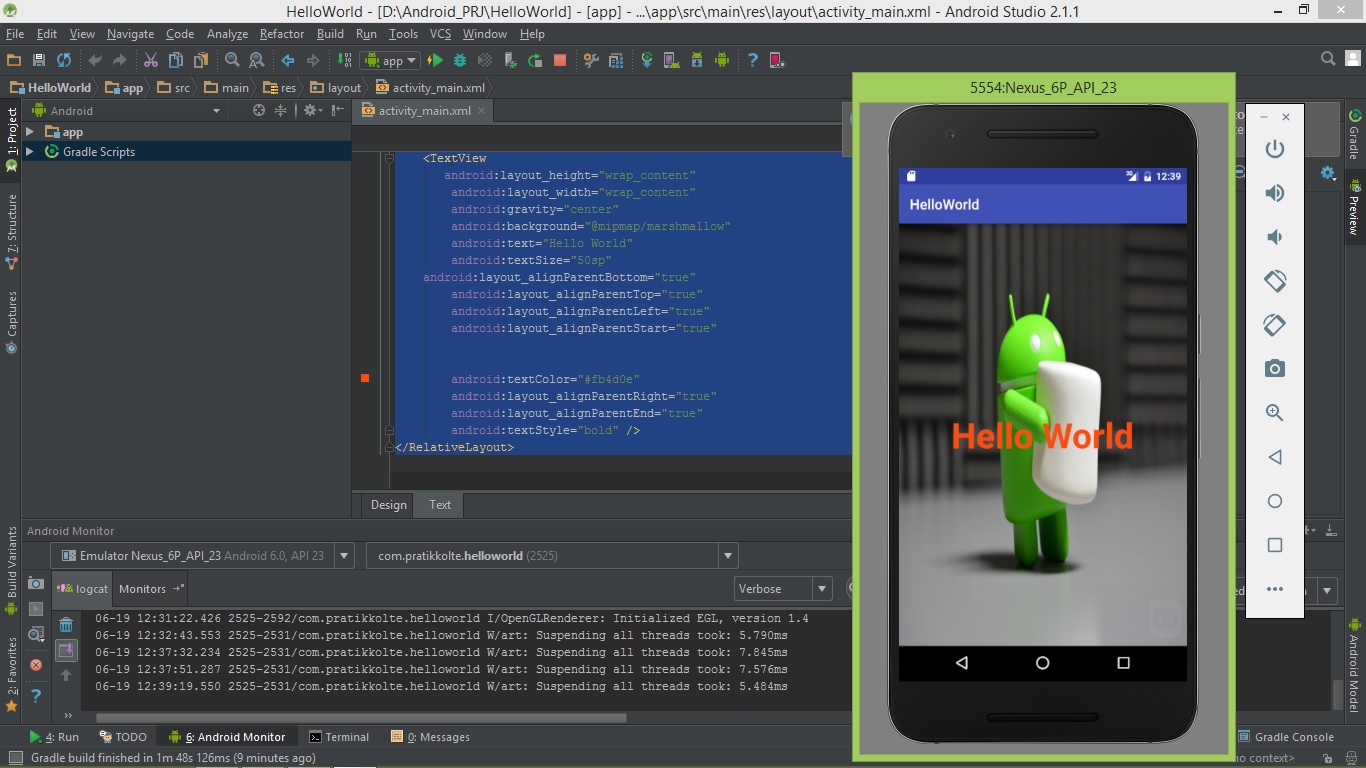 HelloWorld - [D:\Android_PRJ\HelloWorld] - [app] - ...\app\src\main\res\layout\activity_main.xml - Android Studio 2.1.1
File Edit View Navigate Code Analyze Refactor Build Run Tools VCS Window Help
app
HelloWorld app src main res layout activity_main.xml
1: Project
7: Structure
Captures
Build Variants
2: Favorites
Android
app
Gradle Scripts
activity_main.xml
<TextView
android:layout_height="wrap_content"
android:layout_width="wrap_content"
android:gravity="center"
android:background="@mipmap/marshmallow"
android:text="Hello World"
android:textSize="50sp"
android:layout_alignParentBottom="true"
android:layout_alignParentTop="true"
android:layout_alignParentLeft="true"
android:layout_alignParentStart="true"
android:textColor="#fb4d0e"
android:layout_alignParentRight="true"
android:layout_alignParentEnd="true"
android:textStyle="bold" />
</RelativeLayout>
Design Text
5554:Nexus_6P_API_23
3G 12:39
HelloWorld
Hello World
Gradle
Preview
Android Model
Android Monitor
Emulator Nexus_6P_API_23 Android 6.0, API 23 com.pratikkolte.helloworld (2525)
logcat Monitors Verbose
06-19 12:31:22.426 2525-2592/com.pratikkolte.helloworld I/OpenGLRenderer: Initialized EGL, version 1.4
06-19 12:32:43.553 2525-2531/com.pratikkolte.helloworld W/art: Suspending all threads took: 5.790ms
06-19 12:37:32.234 2525-2531/com.pratikkolte.helloworld W/art: Suspending all threads took: 7.845ms
06-19 12:37:51.287 2525-2531/com.pratikkolte.helloworld W/art: Suspending all threads took: 7.576ms
06-19 12:39:19.550 2525-2531/com.pratikkolte.helloworld W/art: Suspending all threads took: 5.484ms
4: Run TODO 6: Android Monitor Terminal 0: Messages Gradle Console
Gradle build finished in 1m 48s 126ms (9 minutes ago) context>